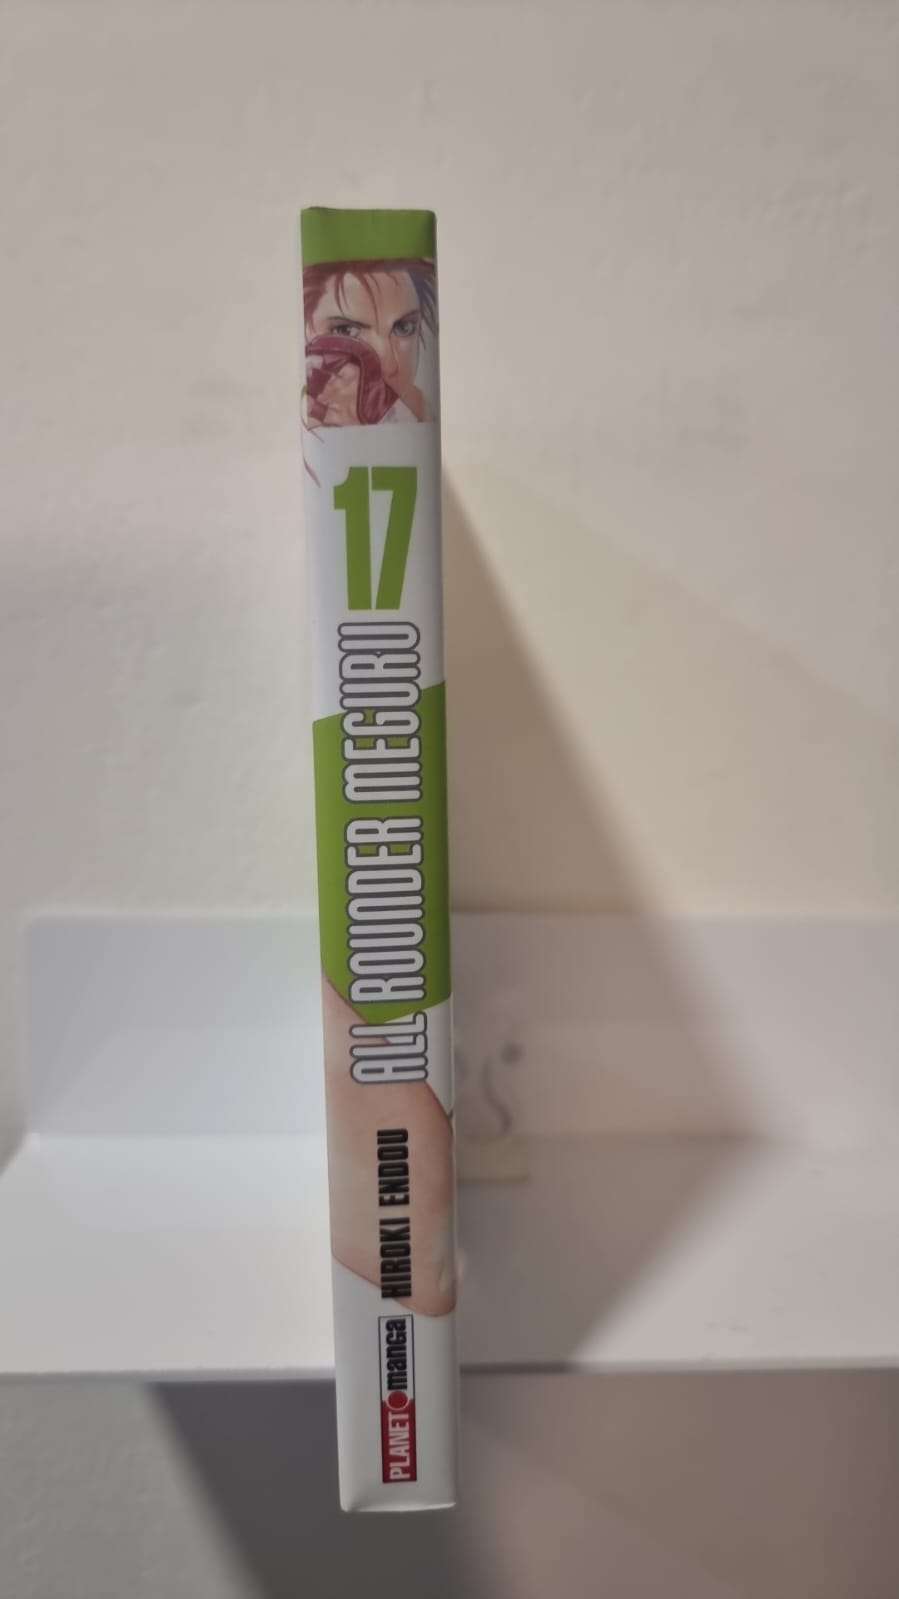 17
ALL ROUNDER MEGURU
HIROKI ENDOU
PLANET manga